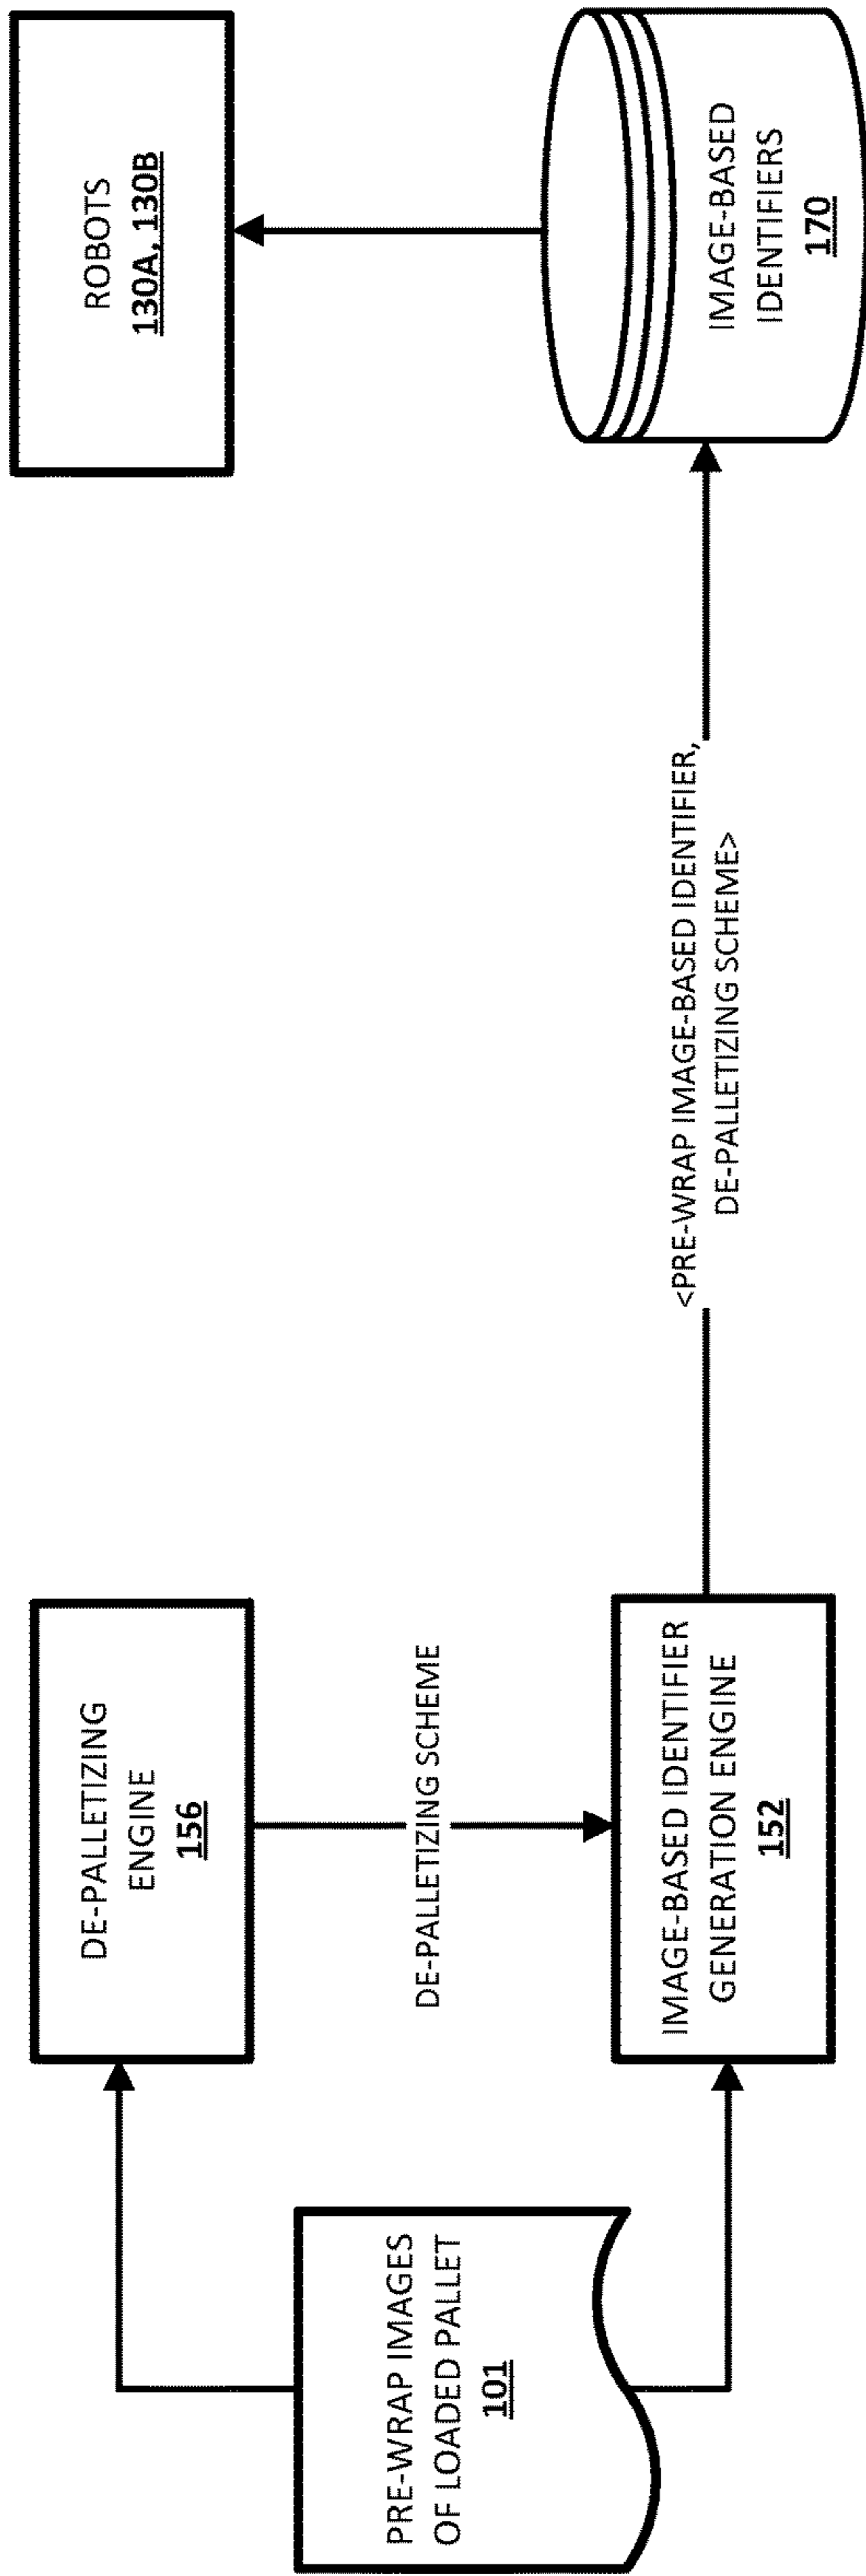 PRE-WRAP IMAGES
OF LOADED PALLET
101
DE-PALLETIZING
ENGINE
156
DE-PALLETIZING SCHEME
IMAGE-BASED IDENTIFIER
GENERATION ENGINE
152
<PRE-WRAP IMAGE-BASED IDENTIFIER,
DE-PALLETIZING SCHEME>
ROBOTS
130A, 130B
IMAGE-BASED
IDENTIFIERS
170